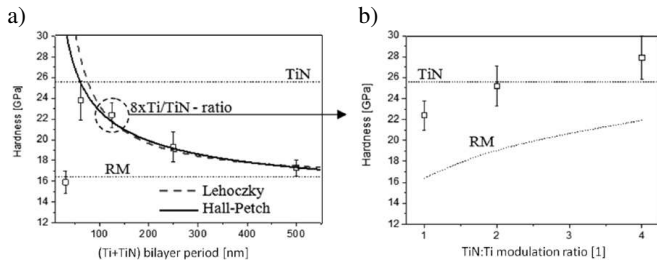 a)
Hardness [GPa]
30
28
26
24
22
20
18
16
14
12
TiN
8xTi/TiN - ratio
RM
Lehoczky
Hall-Petch
100 200 300 400 500
(Ti+TiN) bilayer period [nm]
b)
Hardness [GPa]
30
28
26
24
22
20
18
16
14
12
TiN
RM
1 2 3 4
TiN:Ti modulation ratio [1]